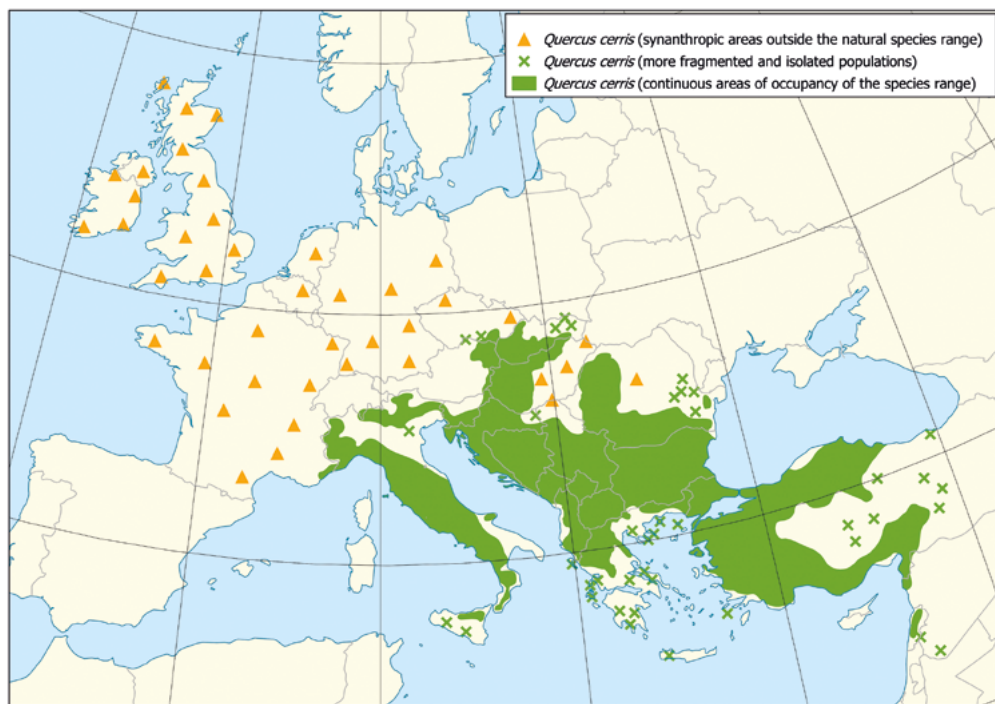 Quercus cerris (synanthropic areas outside the natural species range)
Quercus cerris (more fragmented and isolated populations)
Quercus cerris (continuous areas of occupancy of the species range)